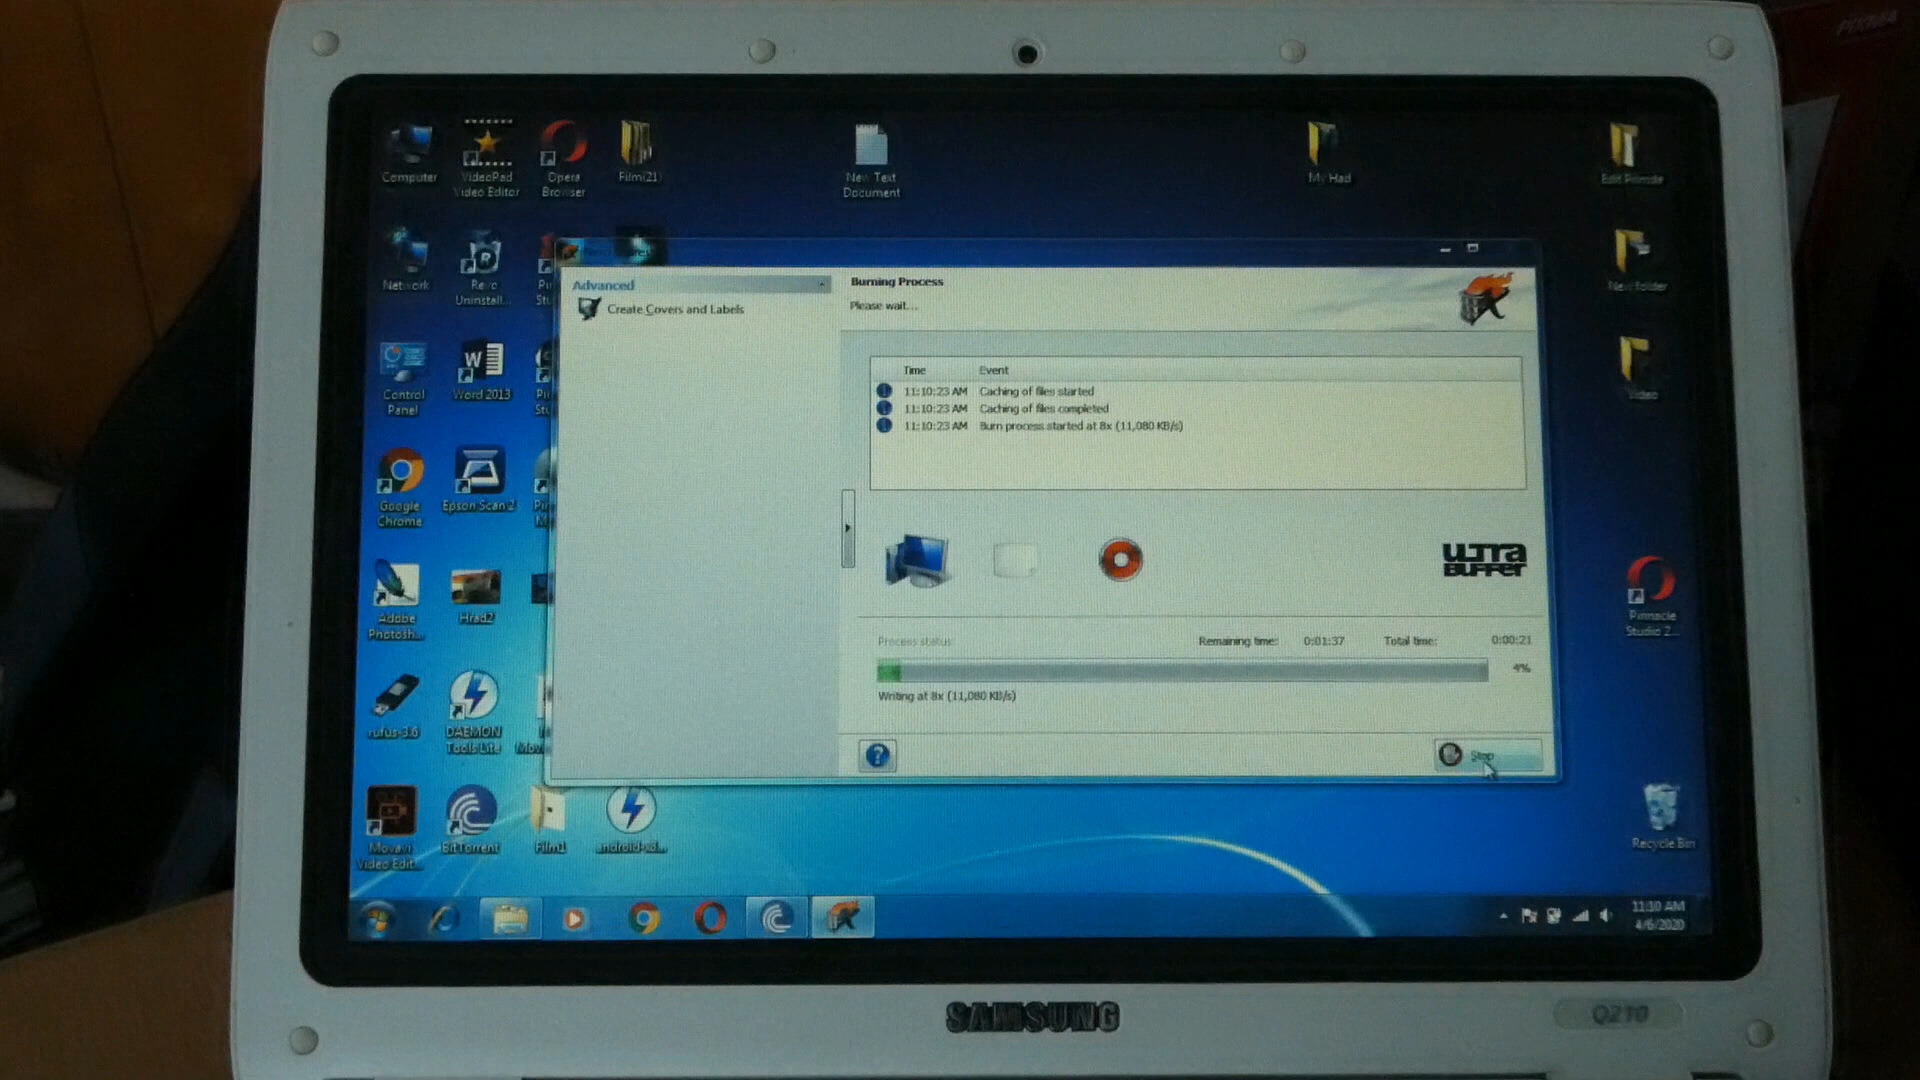 Computer
VideoPad
Video Editor
Opera
Browser
Film(21)
New Text
Document
My Had
New folder
Network
Revo
Uninstall...
Control
Panel
Word 2013
Video
Google
Chrome
Epson Scan 2
Adobe
Photosh...
Hrad2
rufus-3.6
DAEMON
Tools Lite
Movavi
Video Edit...
BitTorrent
Film1
Pinnacle
Studio 2...
Recycle Bin
Advanced
Create Covers and Labels
Burning Process
Please wait...
Time Event
11:10:23 AM Caching of files started
11:10:23 AM Caching of files completed
11:10:23 AM Burn process started at 8x (11,080 KB/s)
ULTRA
BUFFER
Process status: Remaining time: 0:01:37 Total time: 0:00:21
4%
Writing at 8x (11,080 KB/s)
Stop
11:10 AM
4/6/2020
SAMSUNG
Q210